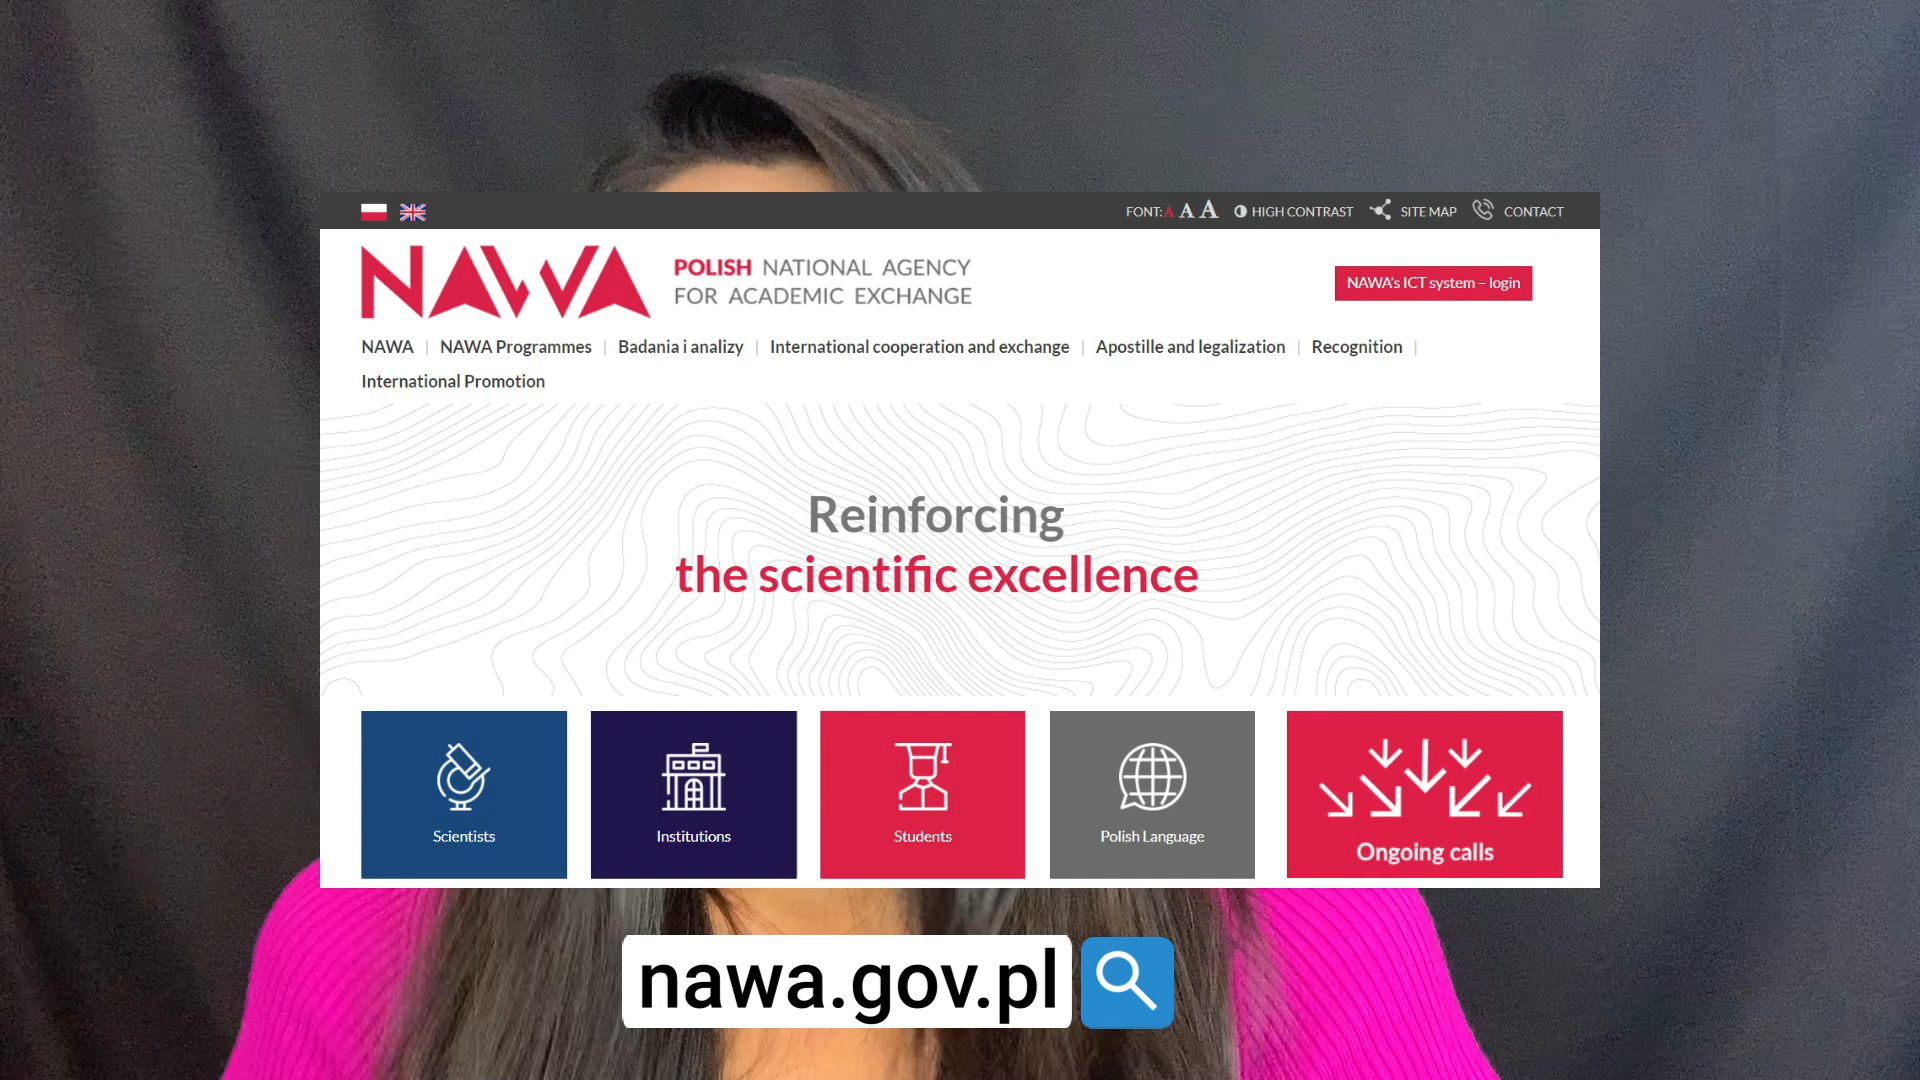 FONT: A A A HIGH CONTRAST SITE MAP CONTACT
NAWA
POLISH NATIONAL AGENCY
FOR ACADEMIC EXCHANGE
NAWA's ICT system – login
NAWA | NAWA Programmes | Badania i analizy | International cooperation and exchange | Apostille and legalization | Recognition |
International Promotion
Reinforcing
the scientific excellence
Scientists
Institutions
Students
Polish Language
Ongoing calls
nawa.gov.pl